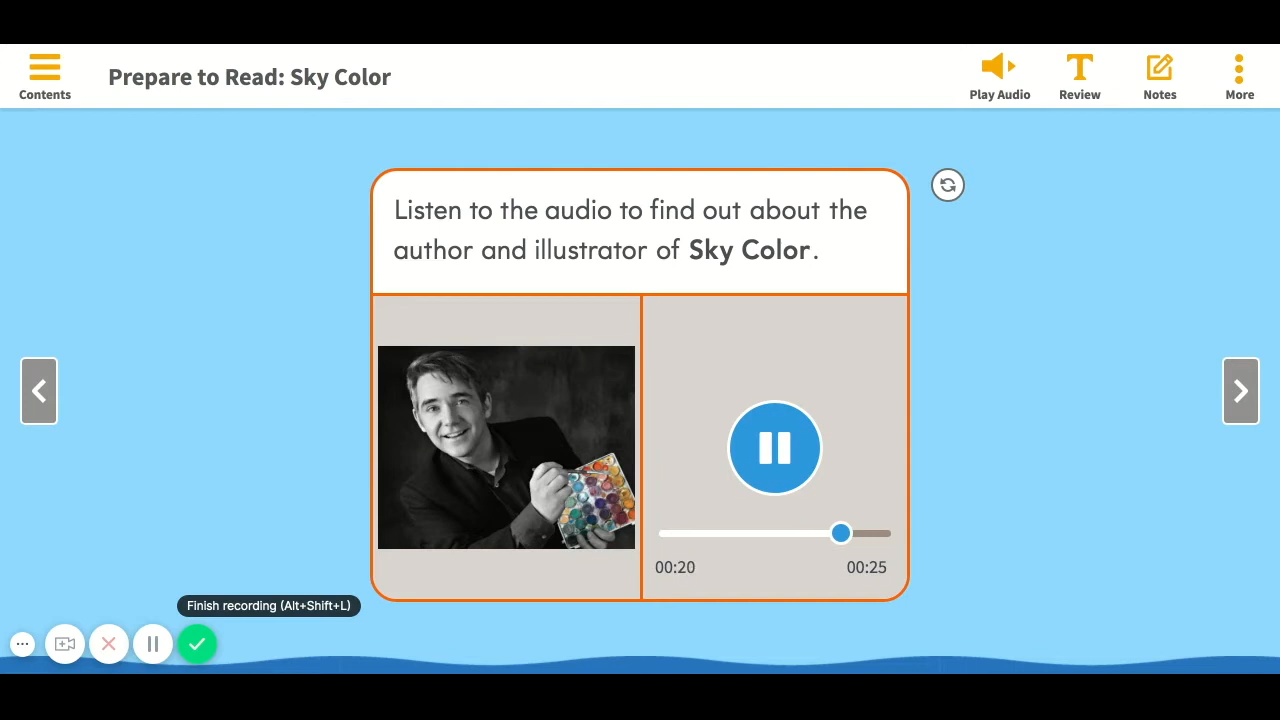 Contents
Prepare to Read: Sky Color
Play Audio
Review
Notes
More
Listen to the audio to find out about the
author and illustrator of Sky Color.
00:20
00:25
Finish recording (Alt+Shift+L)